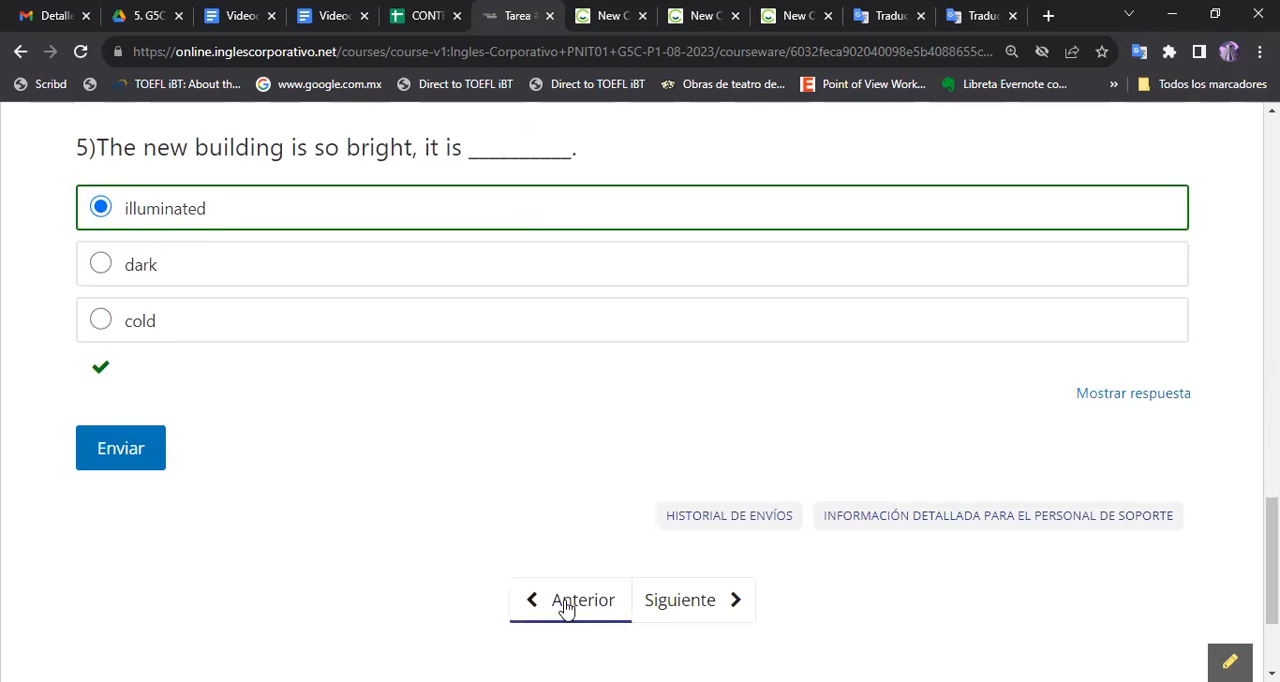 Detalle
5. G5C
Videoc
Videoc
CONTI
Tarea #
New C
New C
New C
Traduc
Traduc
https://online.inglescorporativo.net/courses/course-v1:Ingles-Corporativo+PNIT01+G5C-P1-08-2023/courseware/6032feca902040098e5b4088655c...
Scribd
TOEFL iBT: About th...
www.google.com.mx
Direct to TOEFL iBT
Direct to TOEFL iBT
Obras de teatro de...
Point of View Work...
Libreta Evernote co...
»
Todos los marcadores
5)The new building is so bright, it is __________.
illuminated
dark
cold
Mostrar respuesta
Enviar
HISTORIAL DE ENVÍOS
INFORMACIÓN DETALLADA PARA EL PERSONAL DE SOPORTE
Anterior
Siguiente